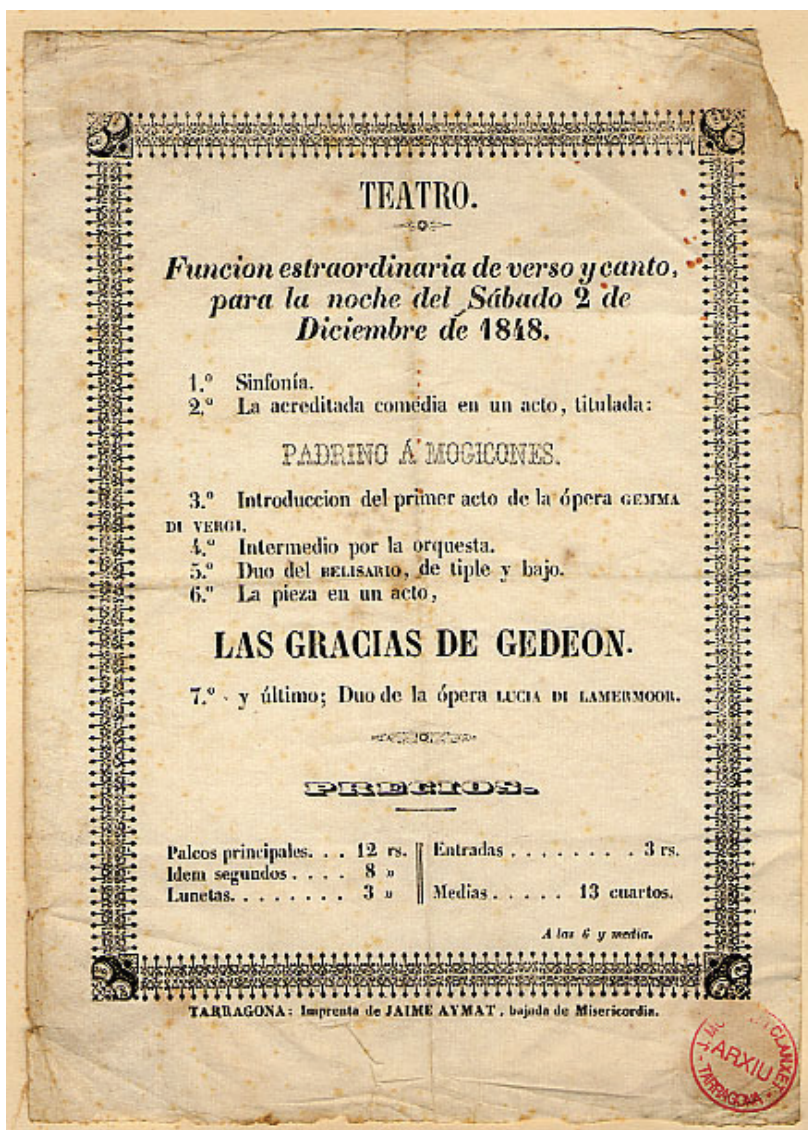 TEATRO.
Funcion estraordinaria de verso y canto,
para la noche del Sábado 2 de
Diciembre de 1848.
1.º Sinfonía.
2.º La acreditada comédia en un acto, titulada:
PADRINO Á MOGICONES.
3.º Introduccion del primer acto de la ópera GEMMA
DI VERGI.
4.º Intermedio por la orquesta.
5.º Duo del BELISARIO, de tiple y bajo.
6.º La pieza en un acto,
LAS GRACIAS DE GEDEON.
7.º y último; Duo de la ópera LUCIA DI LAMERMOOR.
PRECIOS.
Palcos principales. . . 12 rs.
Idem segundos . . . . 8 »
Lunetas. . . . . . . . 3 »
Entradas . . . . . . . . 3 rs.
Medias . . . . . 13 cuartos.
A las 6 y media.
TARRAGONA: Imprenta de JAIME AYMAT, bajada de Misericordia.
ARXIU
TARRAGONA